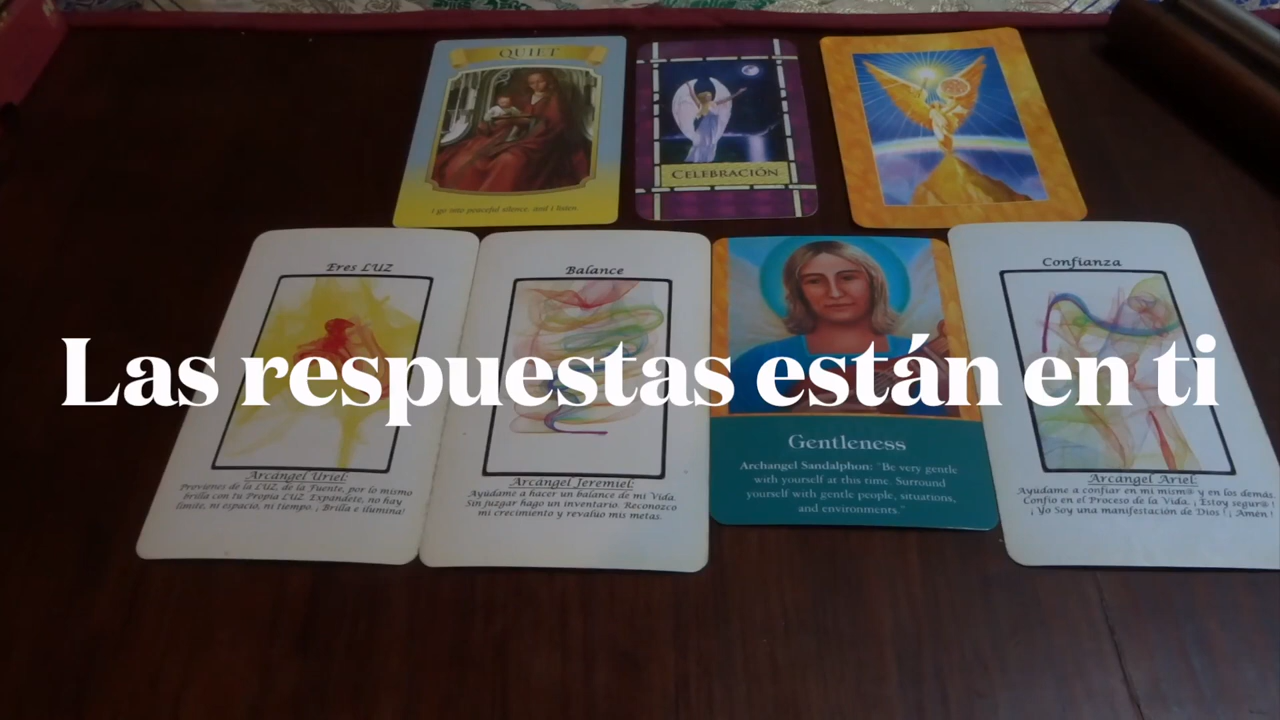 QUIET
i go into peaceful silence, and i listen.
CELEBRACIÓN
Eres LUZ
Arcángel Uriel:
Provienes de la LUZ, de la Fuente, por lo mismo
brilla con tu Propia LUZ. Expándete, no hay
límite, ni espacio, ni tiempo. ¡ Brilla e ilumina!
Balance
Arcángel Jeremiel:
Ayúdame a hacer un balance de mi Vida.
Sin juzgar hago un inventario. Reconozco
mi crecimiento y revalúo mis metas.
Las respuestas están en ti
Gentleness
Archangel Sandalphon: "Be very gentle
with yourself at this time. Surround
yourself with gentle people, situations,
and environments."
Confianza
Arcángel Ariel:
Ayúdame a confiar en mi mism@ y en los demás.
Confío en el Proceso de la Vida. ¡ Estoy segur@ !
¡ Yo Soy una manifestación de Dios ! ¡ Amén !